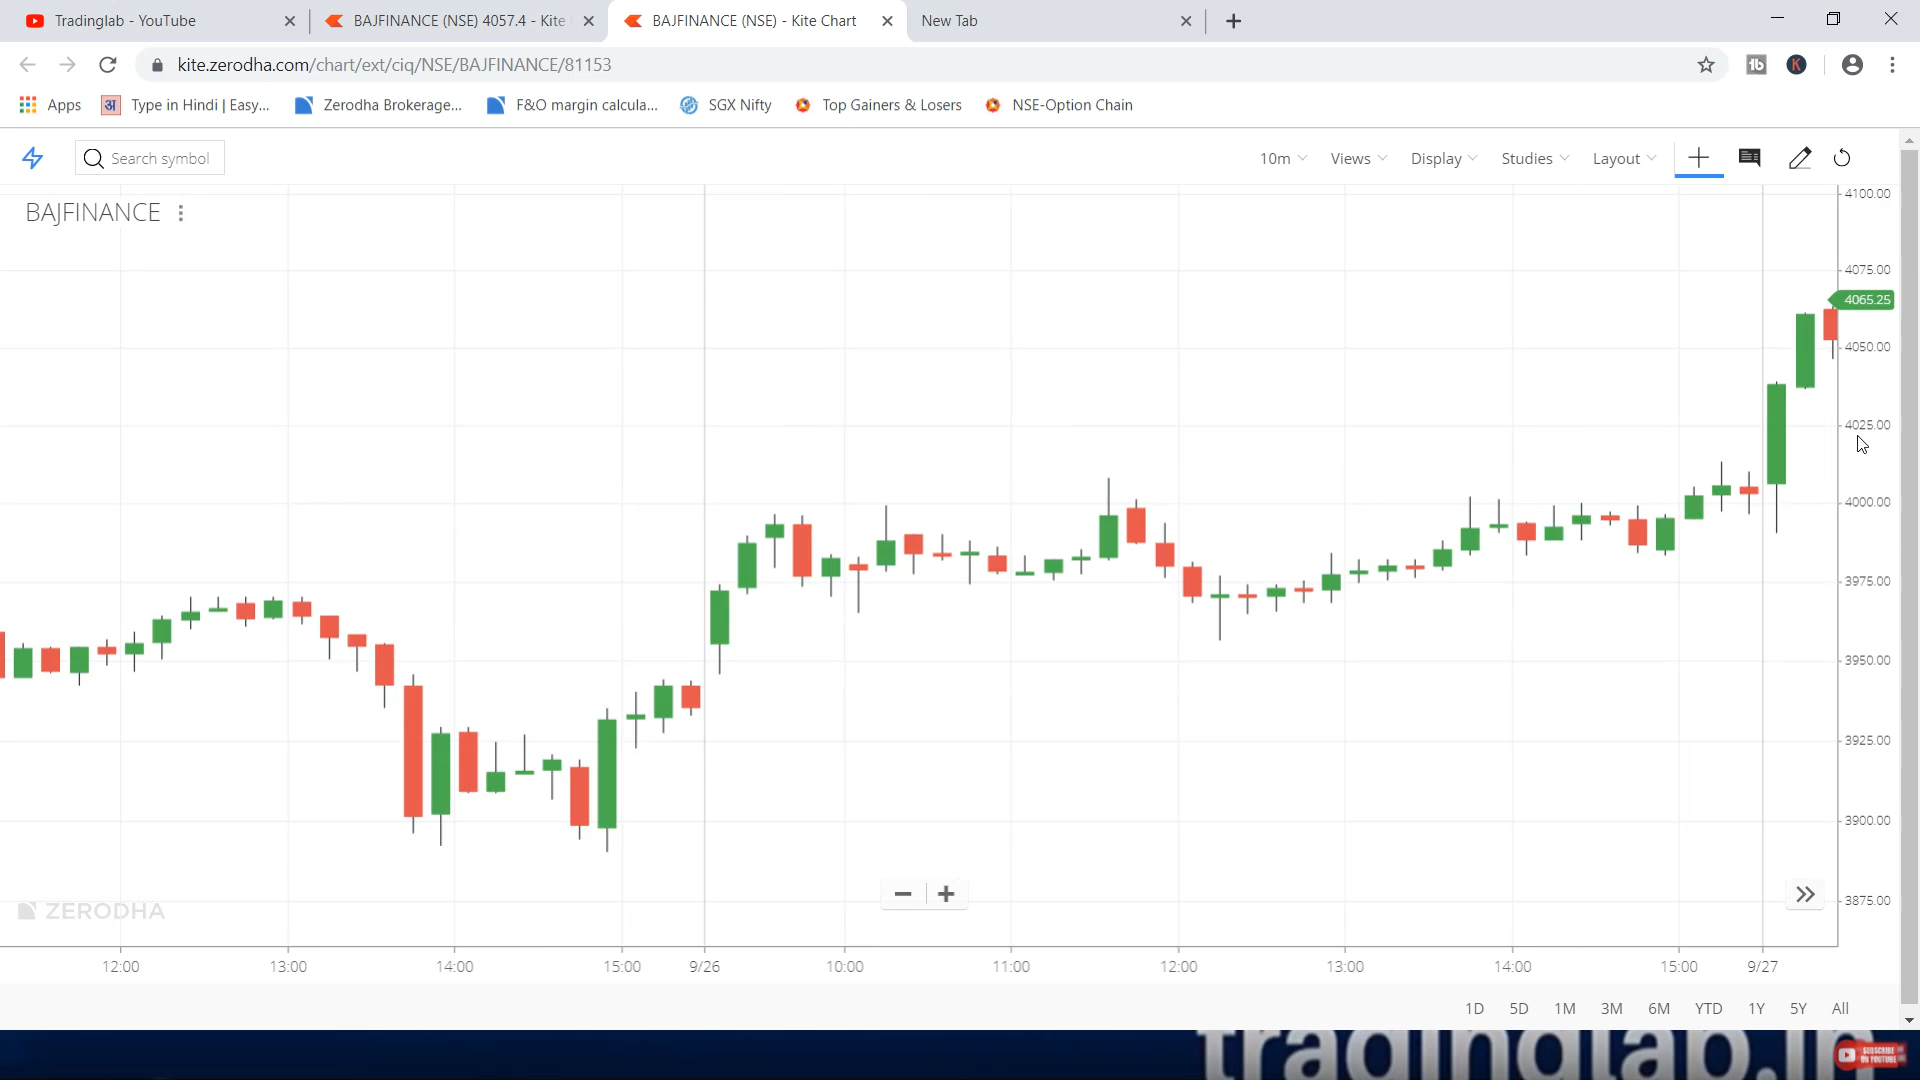 Tradinglab - YouTube
BAJFINANCE (NSE) 4057.4 - Kite
BAJFINANCE (NSE) - Kite Chart
New Tab
kite.zerodha.com/chart/ext/ciq/NSE/BAJFINANCE/81153
Apps
अ Type in Hindi | Easy...
Zerodha Brokerage...
F&O margin calcula...
SGX Nifty
Top Gainers & Losers
NSE-Option Chain
Search symbol
10m
Views
Display
Studies
Layout
BAJFINANCE
4100.00
4075.00
4065.25
4050.00
4025.00
4000.00
3975.00
3950.00
3925.00
3900.00
3875.00
ZERODHA
12:00 13:00 14:00 15:00 9/26 10:00 11:00 12:00 13:00 14:00 15:00 9/27
1D 5D 1M 3M 6M YTD 1Y 5Y All
tradinglab.in
SUBSCRIBE
ON YOUTUBE